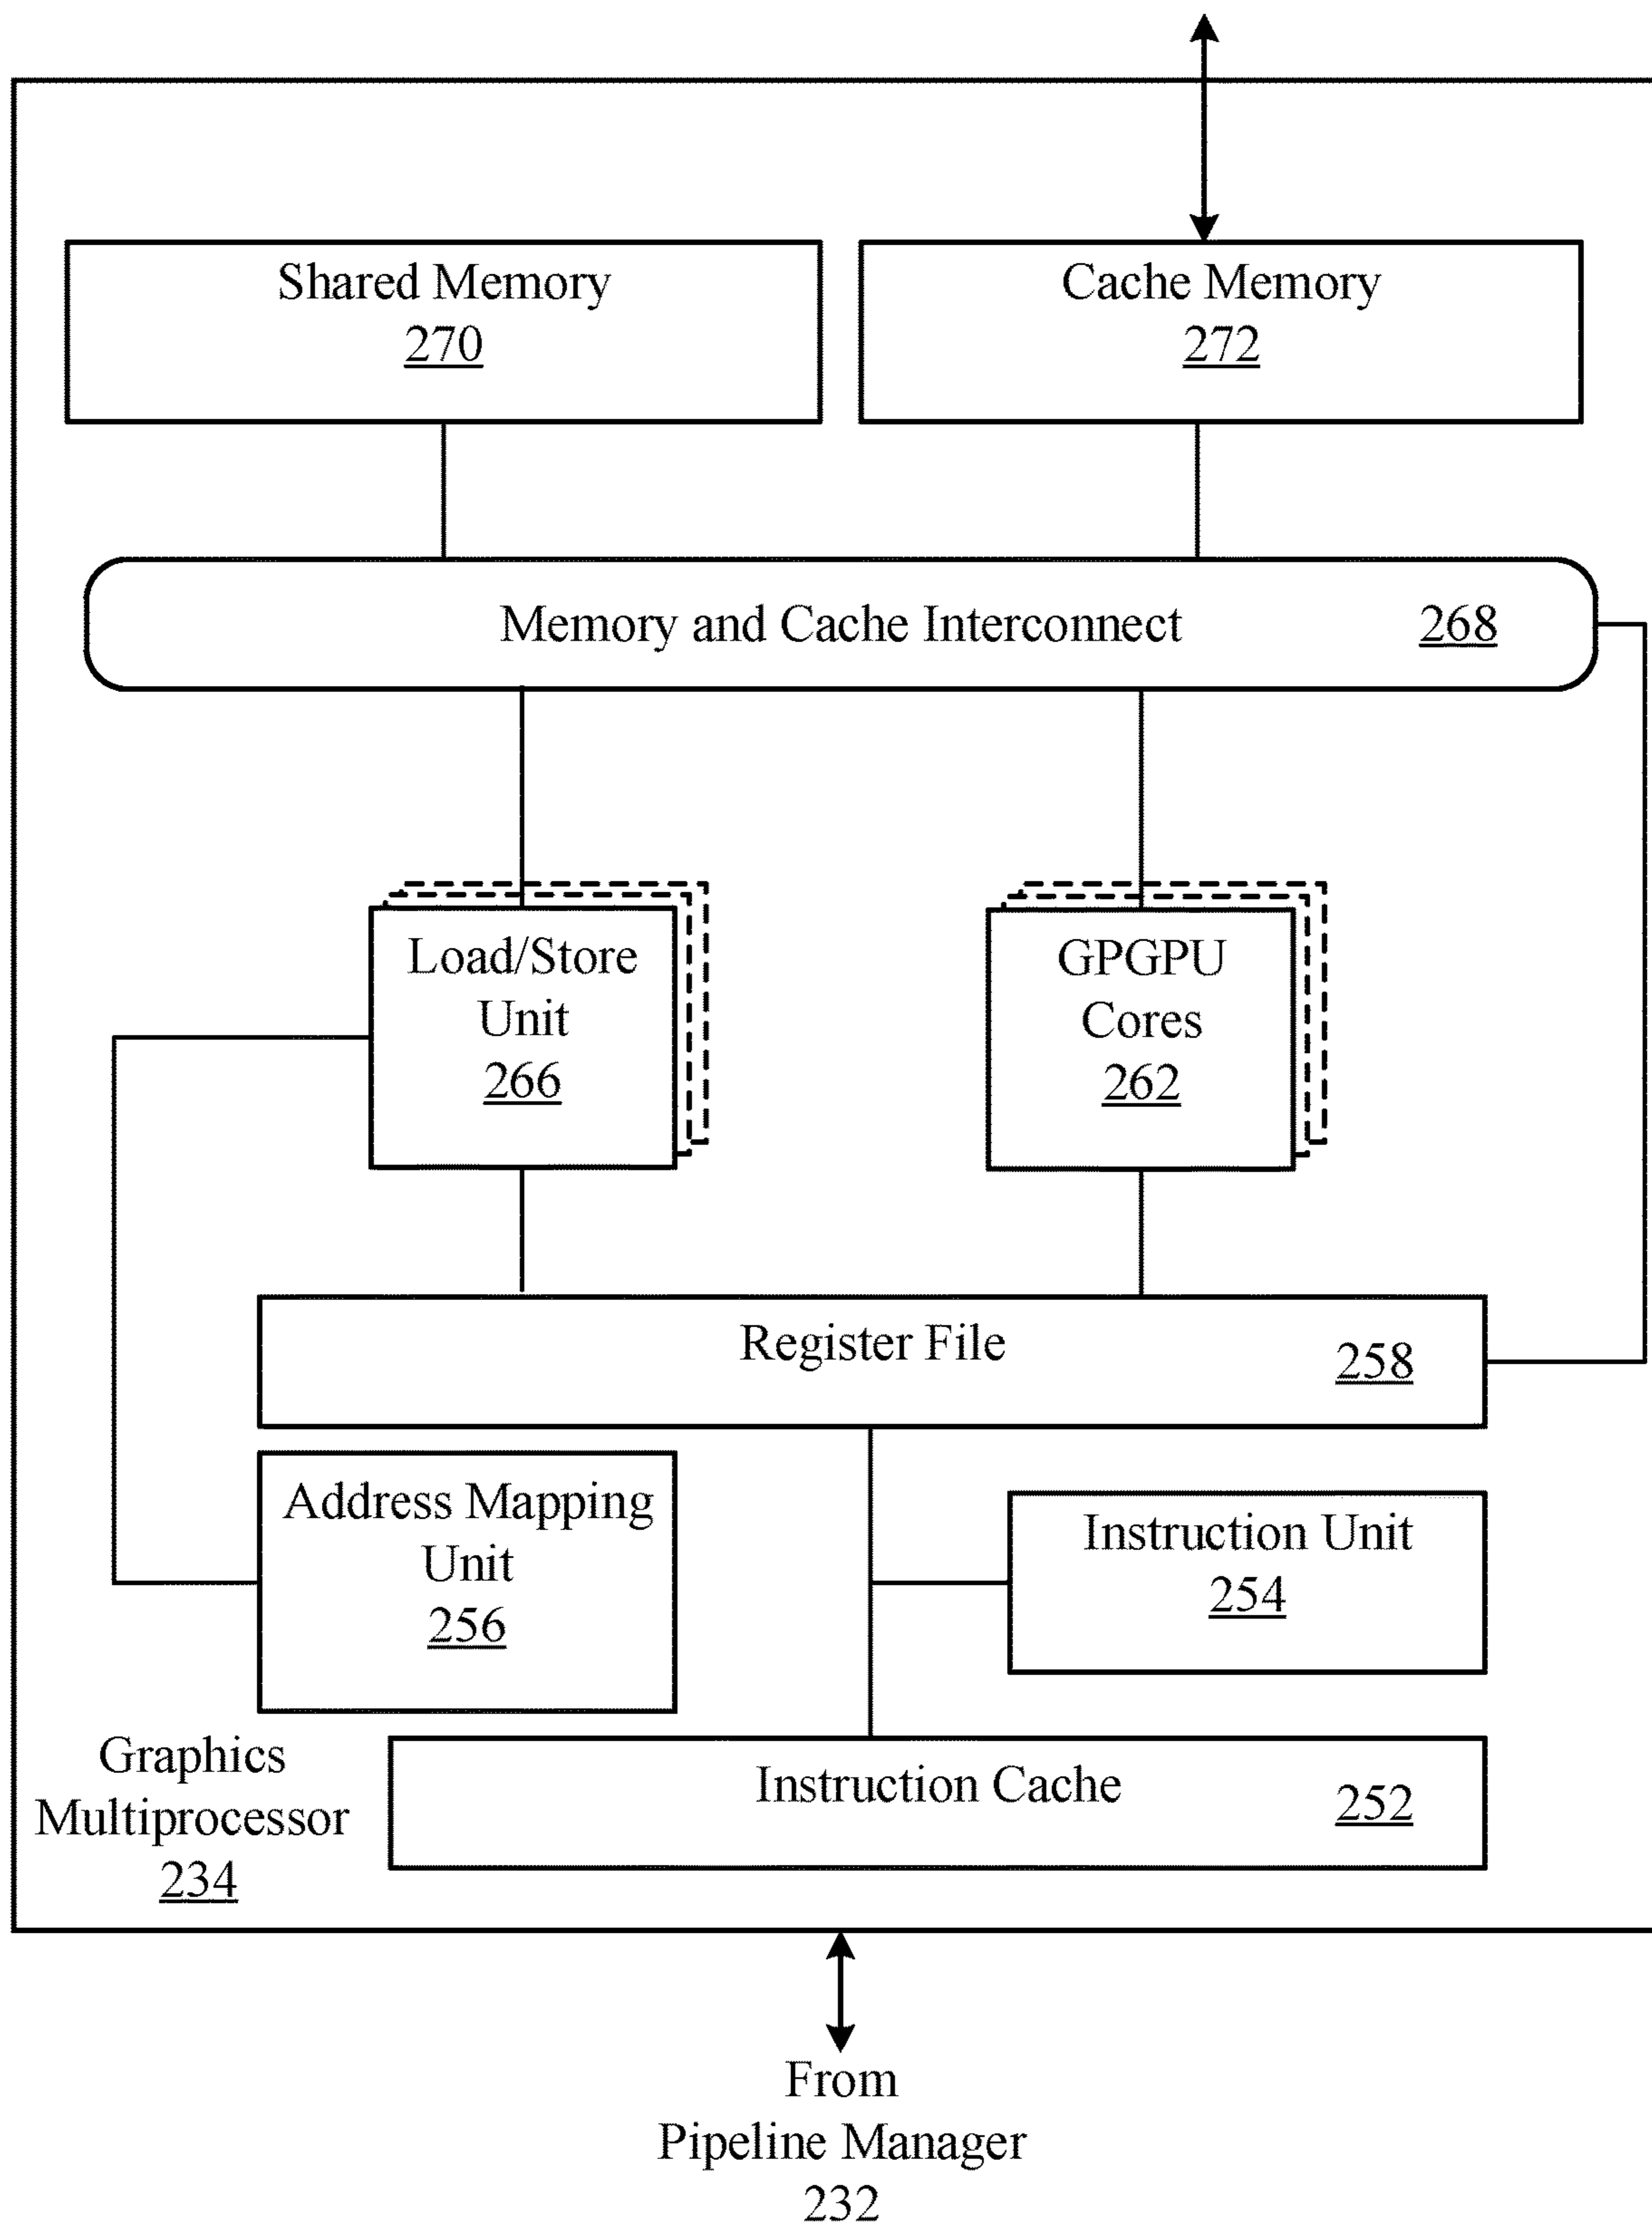 Shared Memory
270
Cache Memory
272
Memory and Cache Interconnect 268
Load/Store
Unit
266
GPGPU
Cores
262
Register File 258
Address Mapping
Unit
256
Instruction Unit
254
Graphics
Multiprocessor
234
Instruction Cache 252
From
Pipeline Manager
232